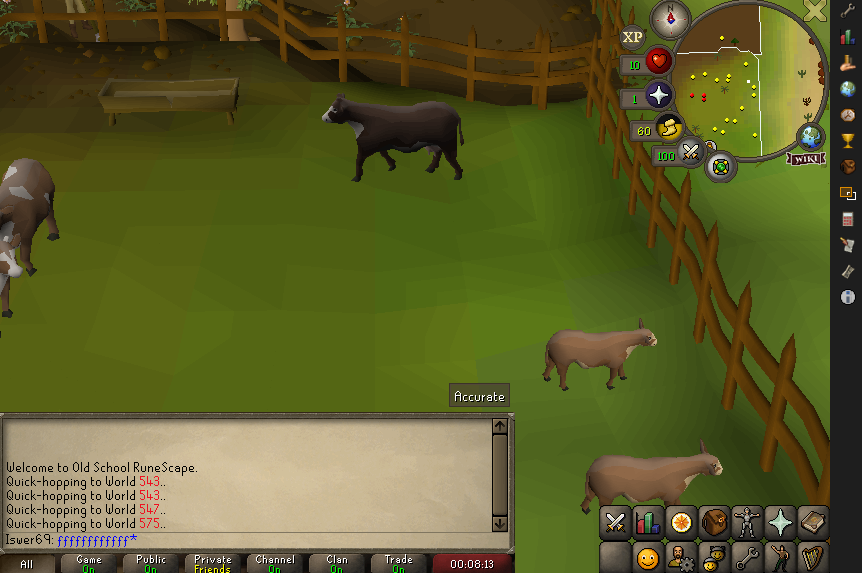 N
XP
10
1
60
100
WIKI
Accurate
Welcome to Old School RuneScape.
Quick-hopping to World 543..
Quick-hopping to World 543..
Quick-hopping to World 547..
Quick-hopping to World 575..
Iswer69: ffffffffffff*
All
Game
On
Public
On
Private
Friends
Channel
On
Clan
On
Trade
On
00:08:13